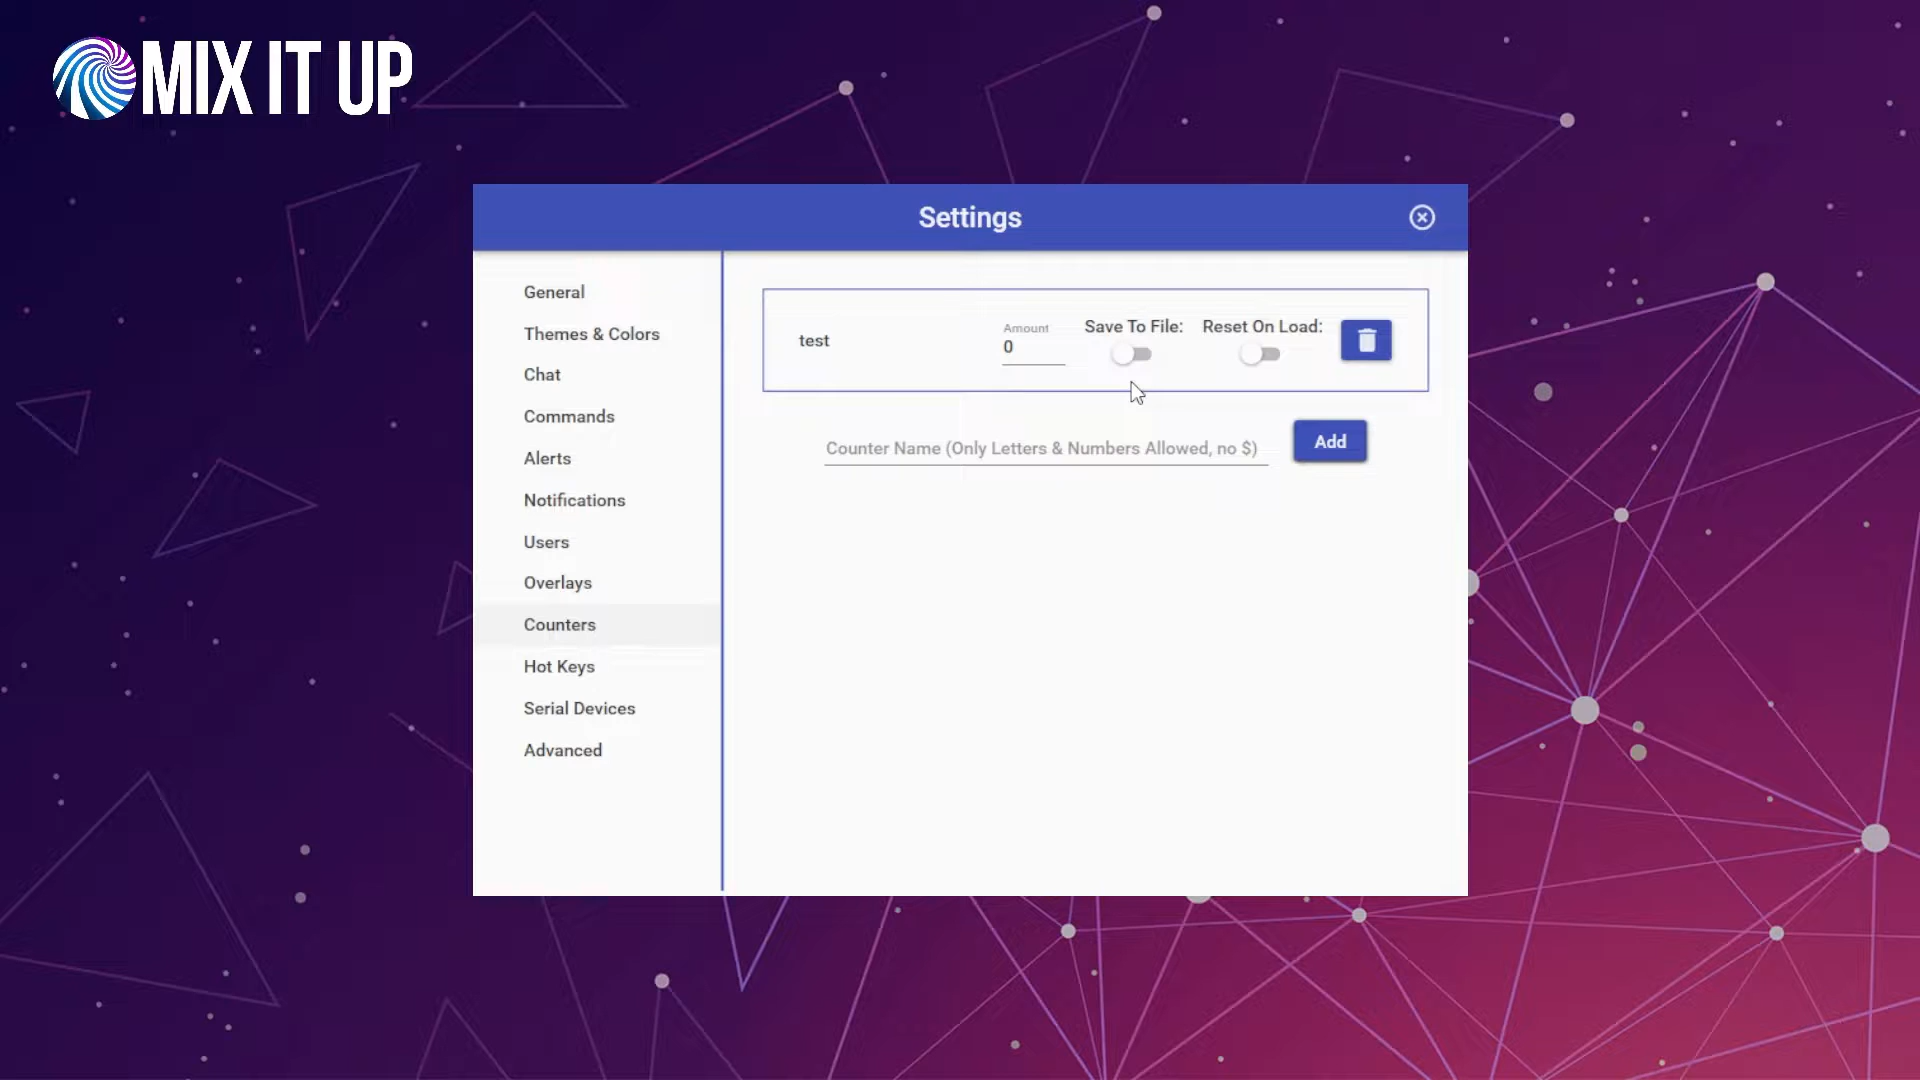 MIX IT UP
Settings
General
Themes & Colors
Chat
Commands
Alerts
Notifications
Users
Overlays
Counters
Hot Keys
Serial Devices
Advanced
test
Amount
0
Save To File:
Reset On Load:
Counter Name (Only Letters & Numbers Allowed, no $)
Add